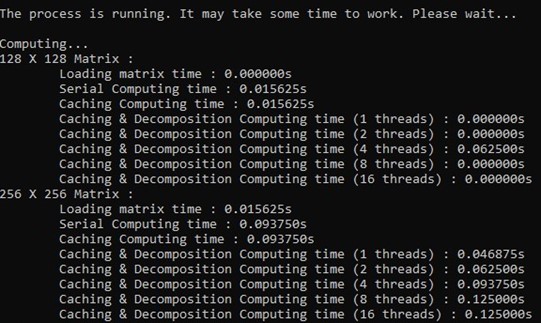 The process is running. It may take some time to work. Please wait...
Computing...
128 X 128 Matrix :
Loading matrix time : 0.000000s
Serial Computing time : 0.015625s
Caching Computing time : 0.015625s
Caching & Decomposition Computing time (1 threads) : 0.000000s
Caching & Decomposition Computing time (2 threads) : 0.000000s
Caching & Decomposition Computing time (4 threads) : 0.062500s
Caching & Decomposition Computing time (8 threads) : 0.000000s
Caching & Decomposition Computing time (16 threads) : 0.000000s
256 X 256 Matrix :
Loading matrix time : 0.015625s
Serial Computing time : 0.093750s
Caching Computing time : 0.093750s
Caching & Decomposition Computing time (1 threads) : 0.046875s
Caching & Decomposition Computing time (2 threads) : 0.062500s
Caching & Decomposition Computing time (4 threads) : 0.093750s
Caching & Decomposition Computing time (8 threads) : 0.125000s
Caching & Decomposition Computing time (16 threads) : 0.125000s